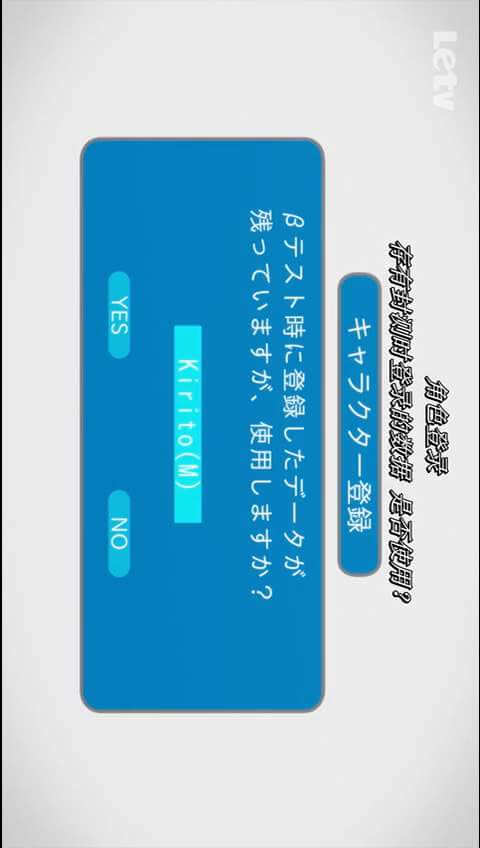 Letv
角色登录
存有封测时登录的数据 是否使用?
キャラクター登録
βテスト時に登録したデータが
残っていますが、使用しますか?
Kirito(M)
YES
NO